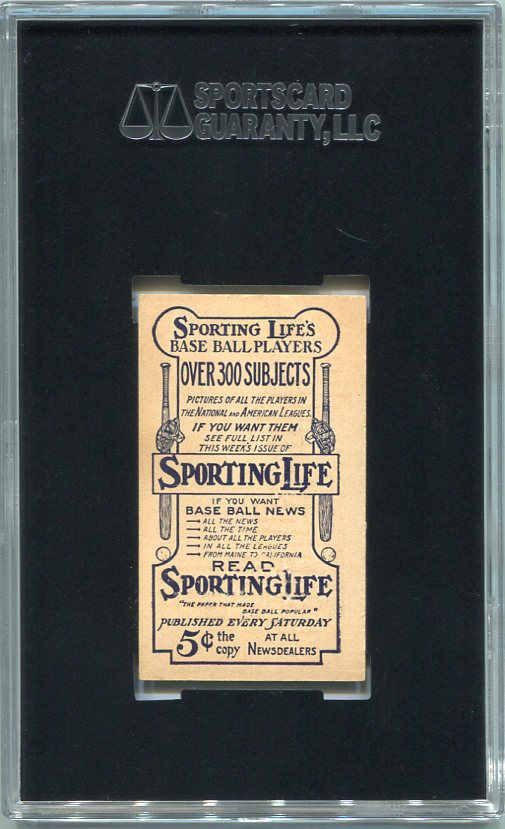 SPORTSCARD
GUARANTY, LLC
SPORTING LIFE'S
BASE BALL PLAYERS
OVER 300 SUBJECTS
PICTURES OF ALL THE PLAYERS IN
THE NATIONAL AND AMERICAN LEAGUES.
IF YOU WANT THEM
SEE FULL LIST IN
THIS WEEK'S ISSUE OF
SPORTING LIFE
IF YOU WANT
BASE BALL NEWS
ALL THE NEWS
ALL THE TIME
ABOUT ALL THE PLAYERS
IN ALL THE LEAGUES
FROM MAINE TO CALIFORNIA
READ
SPORTING LIFE
"THE PAPER THAT MADE
BASE BALL POPULAR"
PUBLISHED EVERY SATURDAY
5¢ the copy AT ALL NEWSDEALERS